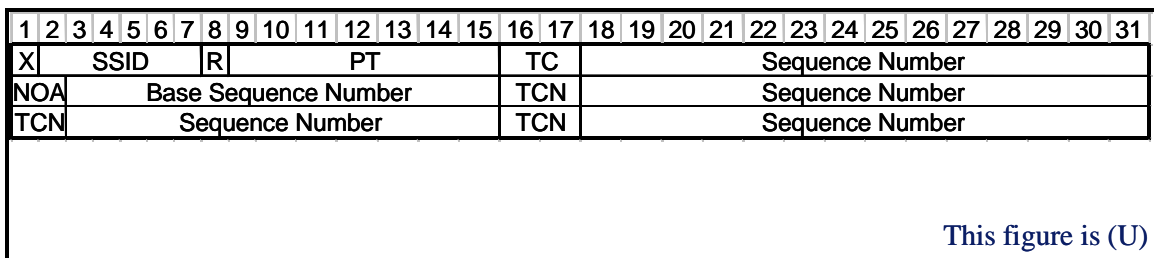 1 2 3 4 5 6 7 8 9 10 11 12 13 14 15 16 17 18 19 20 21 22 23 24 25 26 27 28 29 30 31
X SSID R PT TC Sequence Number
NOA Base Sequence Number TCN Sequence Number
TCN Sequence Number TCN Sequence Number
This figure is (U)